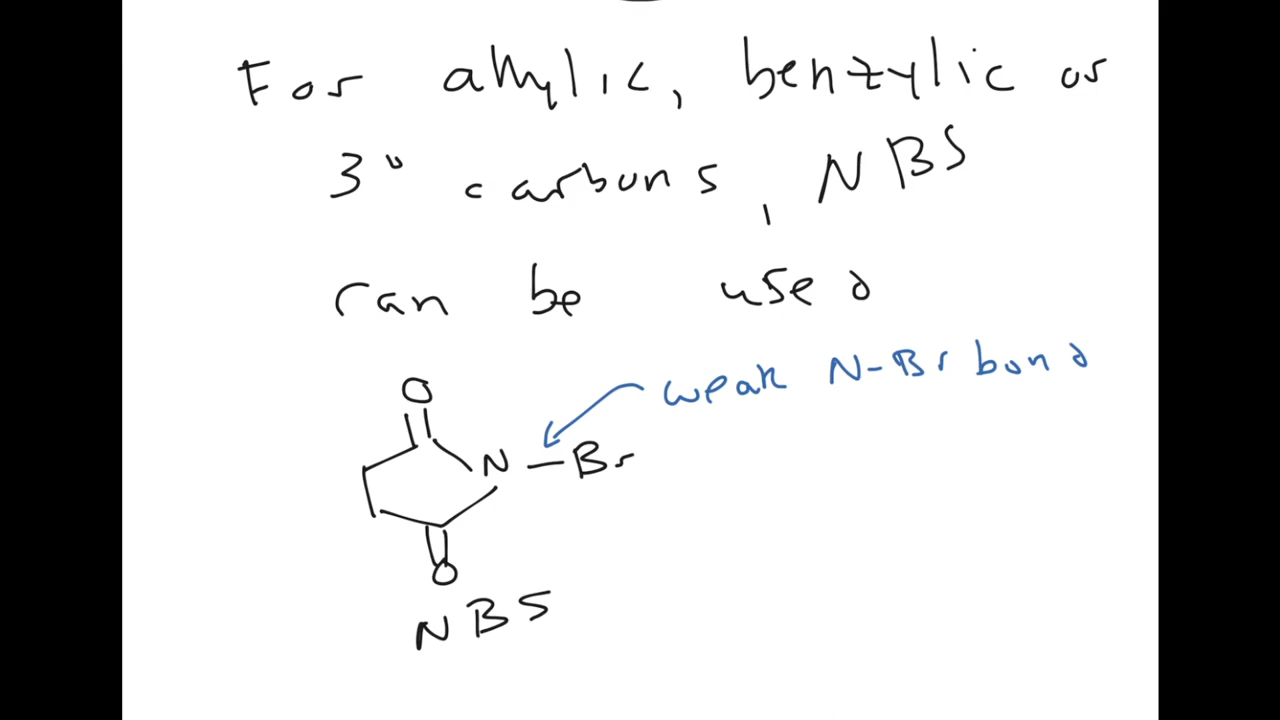 For allylic, benzylic or
3° carbons, NBS
can be used
weak N-Br bond
O
N-Br
O
NBS